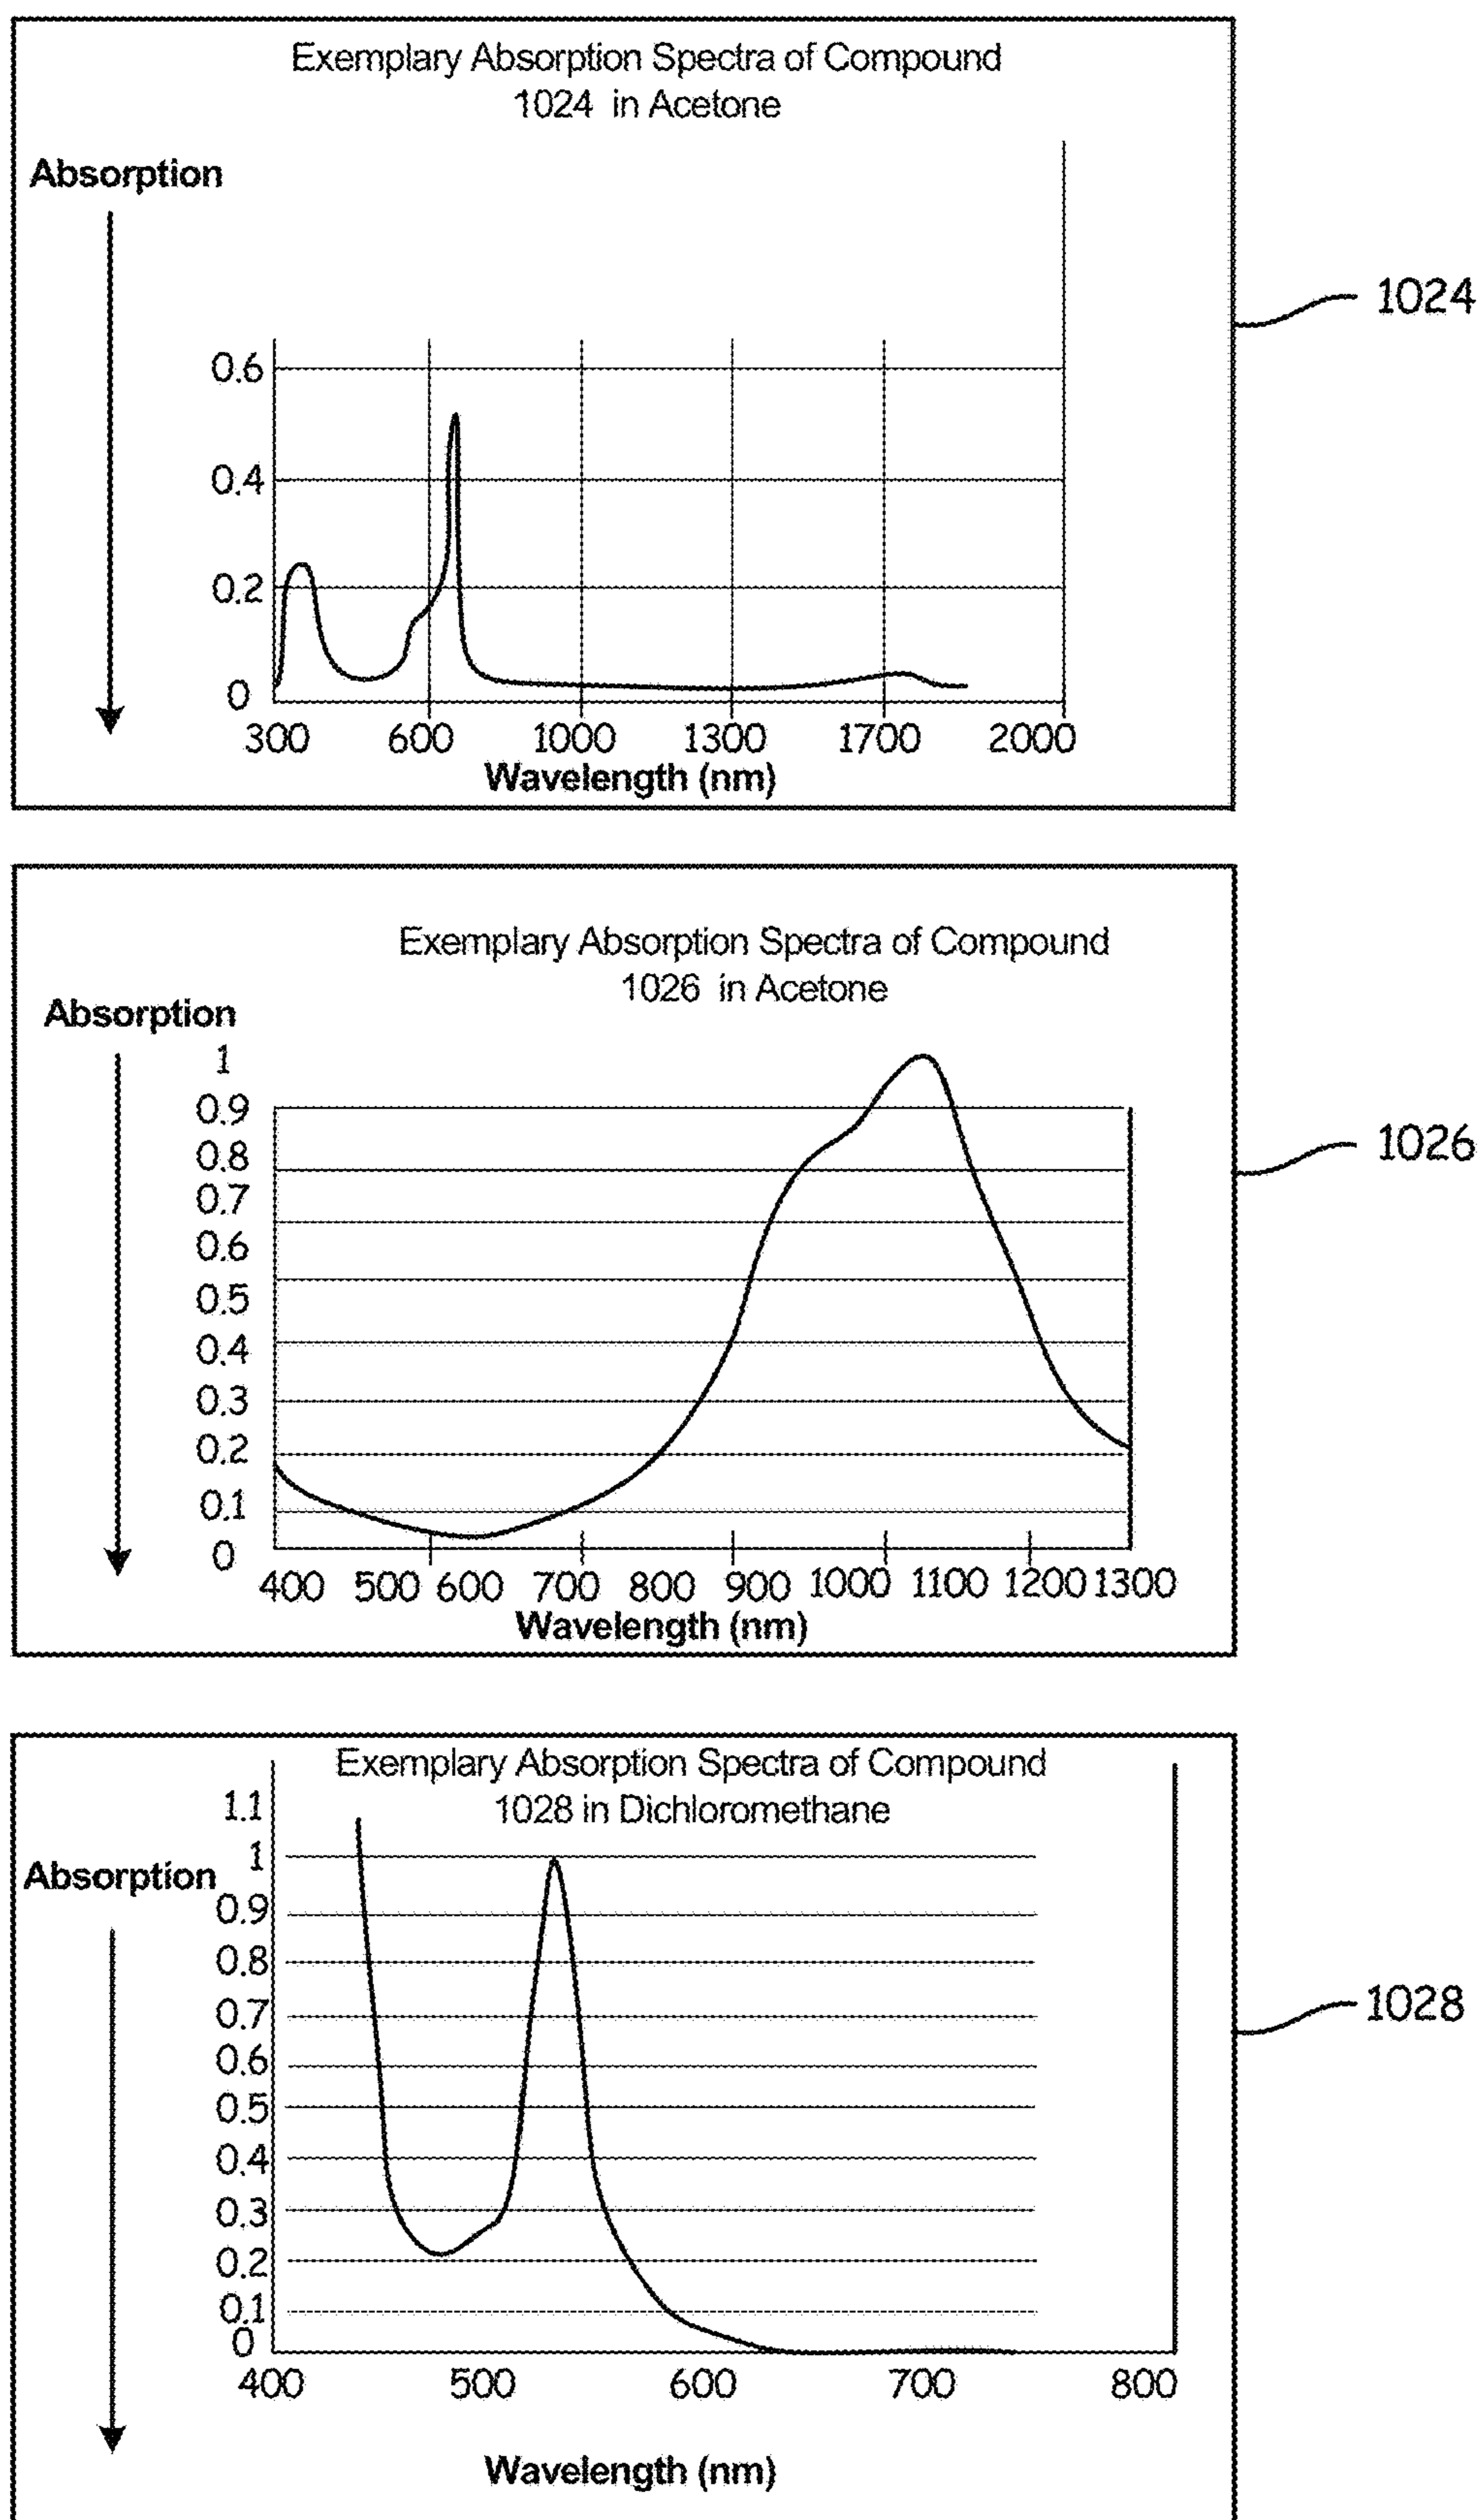 Exemplary Absorption Spectra of Compound
1024 in Acetone
Absorption
1024
0.6
0.4
0.2
0
300 600 1000 1300 1700 2000
Wavelength (nm)
Exemplary Absorption Spectra of Compound
1026 in Acetone
Absorption
1
0.9
1026
0.8
0.7
0.6
0.5
0.4
0.3
0.2
0.1
0
400 500 600 700 800 900 1000 1100 1200 1300
Wavelength (nm)
Exemplary Absorption Spectra of Compound
1028 in Dichloromethane
1.1
1
Absorption
0.9
0.8
0.7
1028
0.6
0.5
0.4
0.3
0.2
0.1
0
400 500 600 700 800
Wavelength (nm)